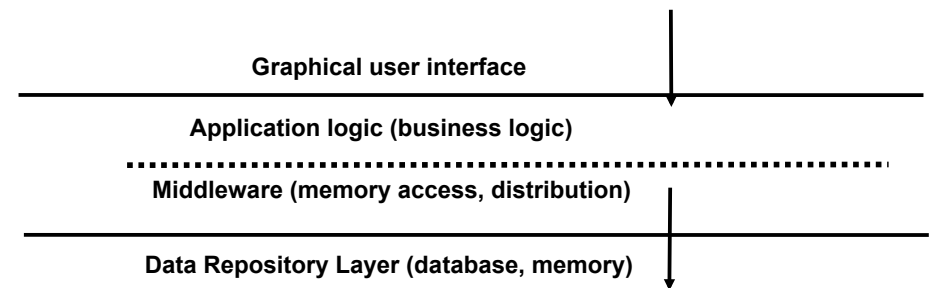 Graphical user interface
Application logic (business logic)
Middleware (memory access, distribution)
Data Repository Layer (database, memory)